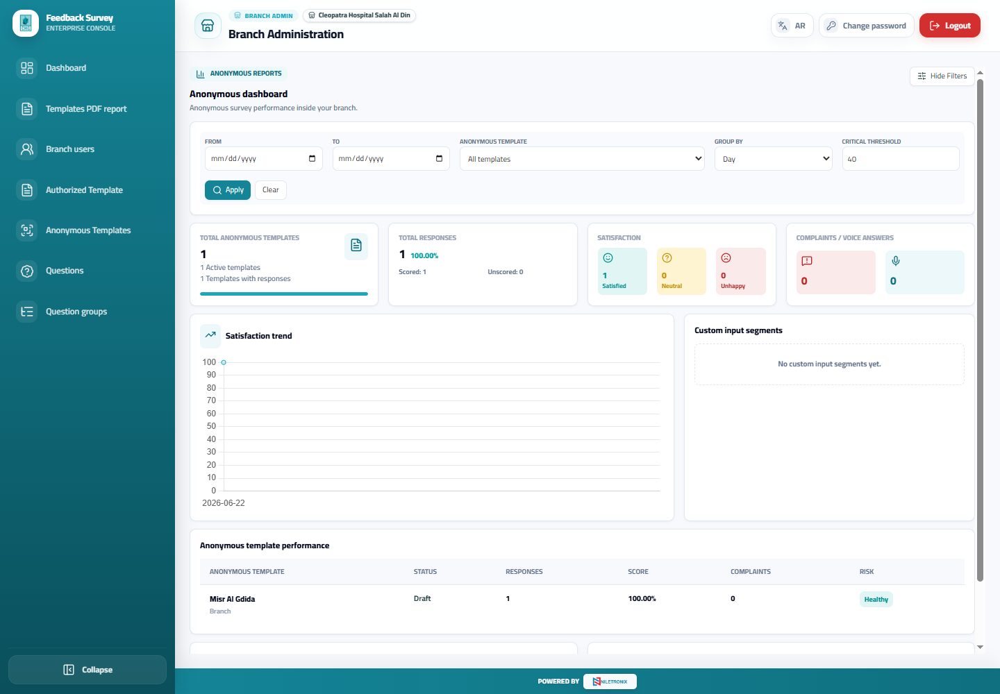 Feedback Survey
ENTERPRISE CONSOLE
Dashboard
Templates PDF report
Branch users
Authorized Template
Anonymous Templates
Questions
Question groups
Collapse
BRANCH ADMIN
Cleopatra Hospital Salah Al Din
Branch Administration
AR
Change password
Logout
ANONYMOUS REPORTS
Hide Filters
Anonymous dashboard
Anonymous survey performance inside your branch.
FROM
TO
ANONYMOUS TEMPLATE
GROUP BY
CRITICAL THRESHOLD
mm/dd/yyyy
mm/dd/yyyy
All templates
Day
40
Apply
Clear
TOTAL ANONYMOUS TEMPLATES
1
1 Active templates
1 Templates with responses
TOTAL RESPONSES
1 100.00%
Scored: 1
Unscored: 0
SATISFACTION
1
Satisfied
0
Neutral
0
Unhappy
COMPLAINTS / VOICE ANSWERS
0
0
Satisfaction trend
100
90
80
70
60
50
40
30
20
10
0
2026-06-22
Custom input segments
No custom input segments yet.
Anonymous template performance
ANONYMOUS TEMPLATE
STATUS
RESPONSES
SCORE
COMPLAINTS
RISK
Misr Al Gdida
Branch
Draft
1
100.00%
0
Healthy
POWERED BY
NILETRONIX